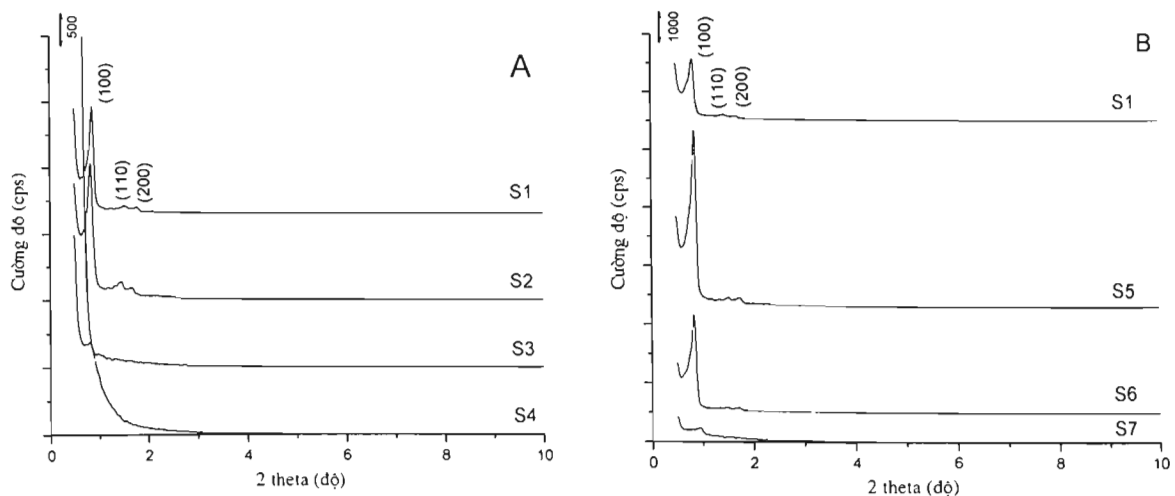 500
A
(100)
(110)
(200)
S1
S2
S3
S4
Cường độ (cps)
0
2
4
6
8
10
2 theta (độ)
1000
B
(100)
(110)
(200)
S1
S5
S6
S7
Cường độ (cps)
0
2
4
6
8
10
2 theta (độ)